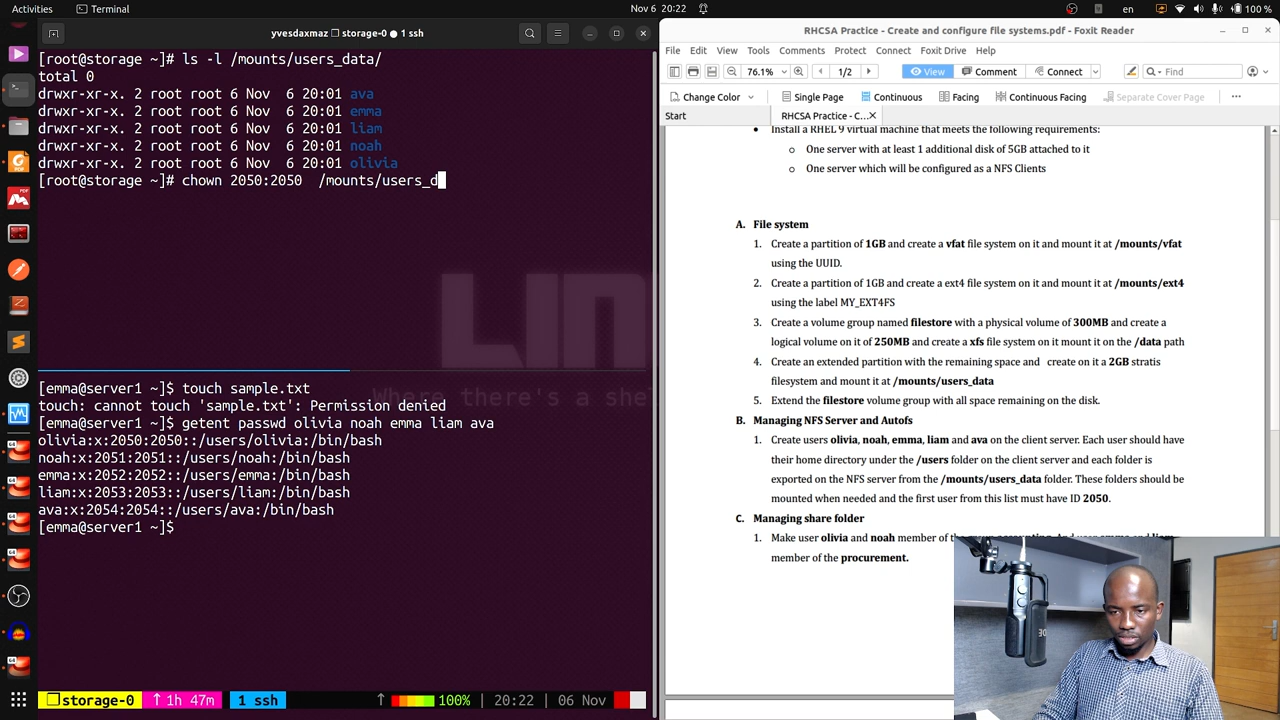 Activities
Terminal
Nov 6
100 %
yvesdaxmaz ❐ storage-0 ● 1 ssh
[root@storage ~]# ls -l /mounts/users_data/
total 0
drwxr-xr-x. 2 root root 6 Nov  6 20:01 ava
drwxr-xr-x. 2 root root 6 Nov  6 20:01 emma
drwxr-xr-x. 2 root root 6 Nov  6 20:01 liam
drwxr-xr-x. 2 root root 6 Nov  6 20:01 noah
drwxr-xr-x. 2 root root 6 Nov  6 20:01 olivia
[root@storage ~]# chown 2050:2050  /mounts/users_d
LIN
Where there's a she
[emma@server1 ~]$ touch sample.txt
touch: cannot touch 'sample.txt': Permission denied
[emma@server1 ~]$ getent passwd olivia noah emma liam ava
olivia:x:2050:2050::/users/olivia:/bin/bash
noah:x:2051:2051::/users/noah:/bin/bash
emma:x:2052:2052::/users/emma:/bin/bash
liam:x:2053:2053::/users/liam:/bin/bash
ava:x:2054:2054::/users/ava:/bin/bash
[emma@server1 ~]$
❐ storage-0 ↑ 1h 47m 1 ssh ↑ 100% | 20:22 | 06 Nov
RHCSA Practice - Create and configure file systems.pdf - Foxit Reader
File Edit View Tools Comments Protect Connect Foxit Drive Help
76.1% 1/2 View Comment Connect Find
Change Color Single Page Continuous Facing Continuous Facing Separate Cover Page
Start RHCSA Practice - C...
• Install a RHEL 9 virtual machine that meets the following requirements:
o One server with at least 1 additional disk of 5GB attached to it
o One server which will be configured as a NFS Clients
A. File system
1. Create a partition of 1GB and create a vfat file system on it and mount it at /mounts/vfat
using the UUID.
2. Create a partition of 1GB and create a ext4 file system on it and mount it at /mounts/ext4
using the label MY_EXT4FS
3. Create a volume group named filestore with a physical volume of 300MB and create a
logical volume on it of 250MB and create a xfs file system on it mount it on the /data path
4. Create an extended partition with the remaining space and create on it a 2GB stratis
filesystem and mount it at /mounts/users_data
5. Extend the filestore volume group with all space remaining on the disk.
B. Managing NFS Server and Autofs
1. Create users olivia, noah, emma, liam and ava on the client server. Each user should have
their home directory under the /users folder on the client server and each folder is
exported on the NFS server from the /mounts/users_data folder. These folders should be
mounted when needed and the first user from this list must have ID 2050.
C. Managing share folder
1. Make user olivia and noah member of
member of the procurement.